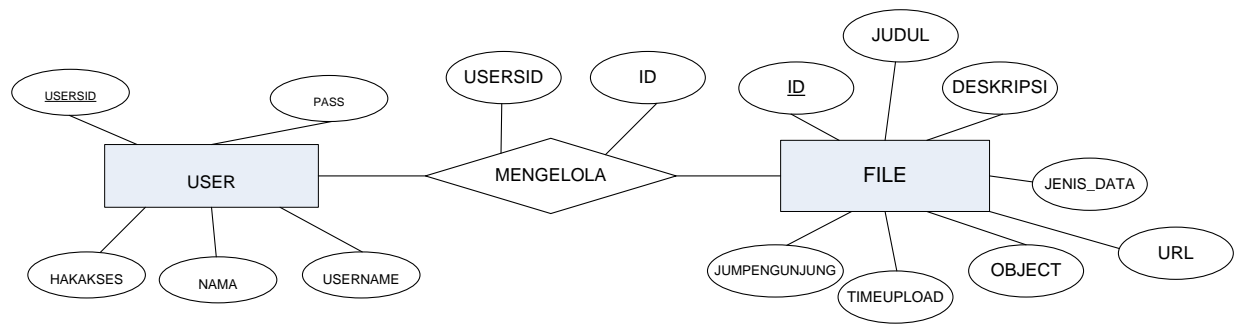 JUDUL
USERSID
ID
ID
DESKRIPSI
USERSID
PASS
MENGELOLA
USER
FILE
JENIS_DATA
HAKAKSES
NAMA
USERNAME
JUMPENGUNJUNG
TIMEUPLOAD
OBJECT
URL